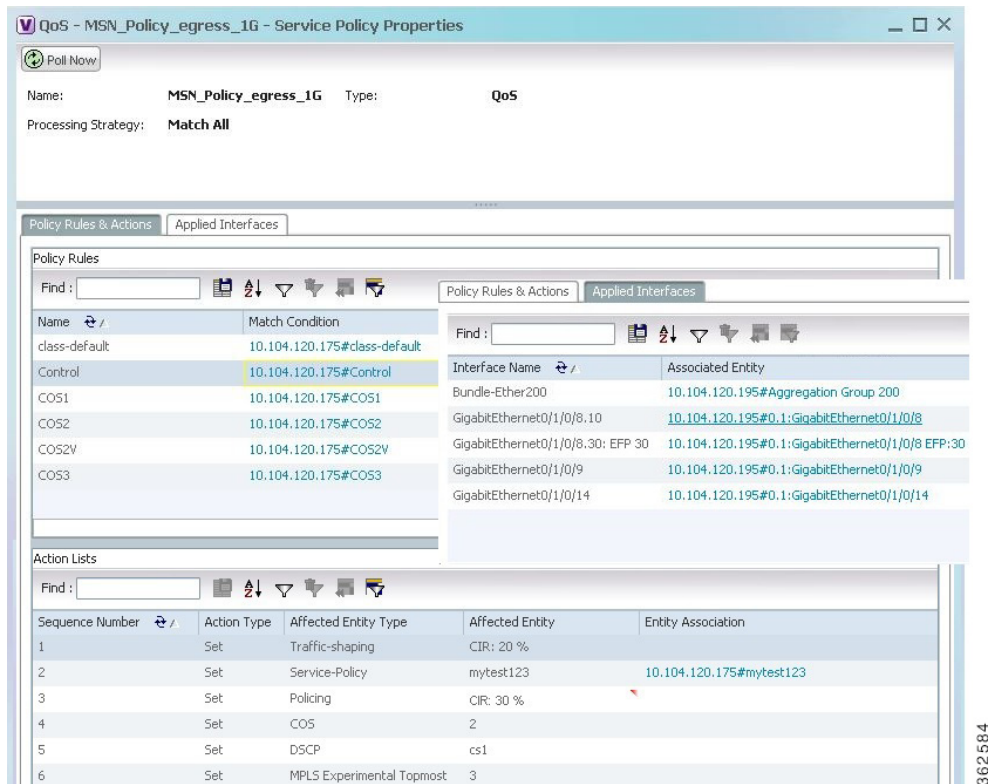 QoS - MSN_Policy_egress_1G - Service Policy Properties
Poll Now
Name: MSN_Policy_egress_1G Type: QoS
Processing Strategy: Match All
Policy Rules & Actions Applied Interfaces
Policy Rules
Find :
Name Match Condition
class-default 10.104.120.175#class-default
Control 10.104.120.175#Control
COS1 10.104.120.175#COS1
COS2 10.104.120.175#COS2
COS2V 10.104.120.175#COS2V
COS3 10.104.120.175#COS3
Policy Rules & Actions Applied Interfaces
Find :
Interface Name Associated Entity
Bundle-Ether200 10.104.120.195#Aggregation Group 200
GigabitEthernet0/1/0/8.10 10.104.120.195#0.1:GigabitEthernet0/1/0/8
GigabitEthernet0/1/0/8.30: EFP 30 10.104.120.195#0.1:GigabitEthernet0/1/0/8 EFP:30
GigabitEthernet0/1/0/9 10.104.120.195#0.1:GigabitEthernet0/1/0/9
GigabitEthernet0/1/0/14 10.104.120.195#0.1:GigabitEthernet0/1/0/14
Action Lists
Find :
Sequence Number Action Type Affected Entity Type Affected Entity Entity Association
1 Set Traffic-shaping CIR: 20 %
2 Set Service-Policy mytest123 10.104.120.175#mytest123
3 Set Policing CIR: 30 %
4 Set COS 2
5 Set DSCP cs1
6 Set MPLS Experimental Topmost 3
362584